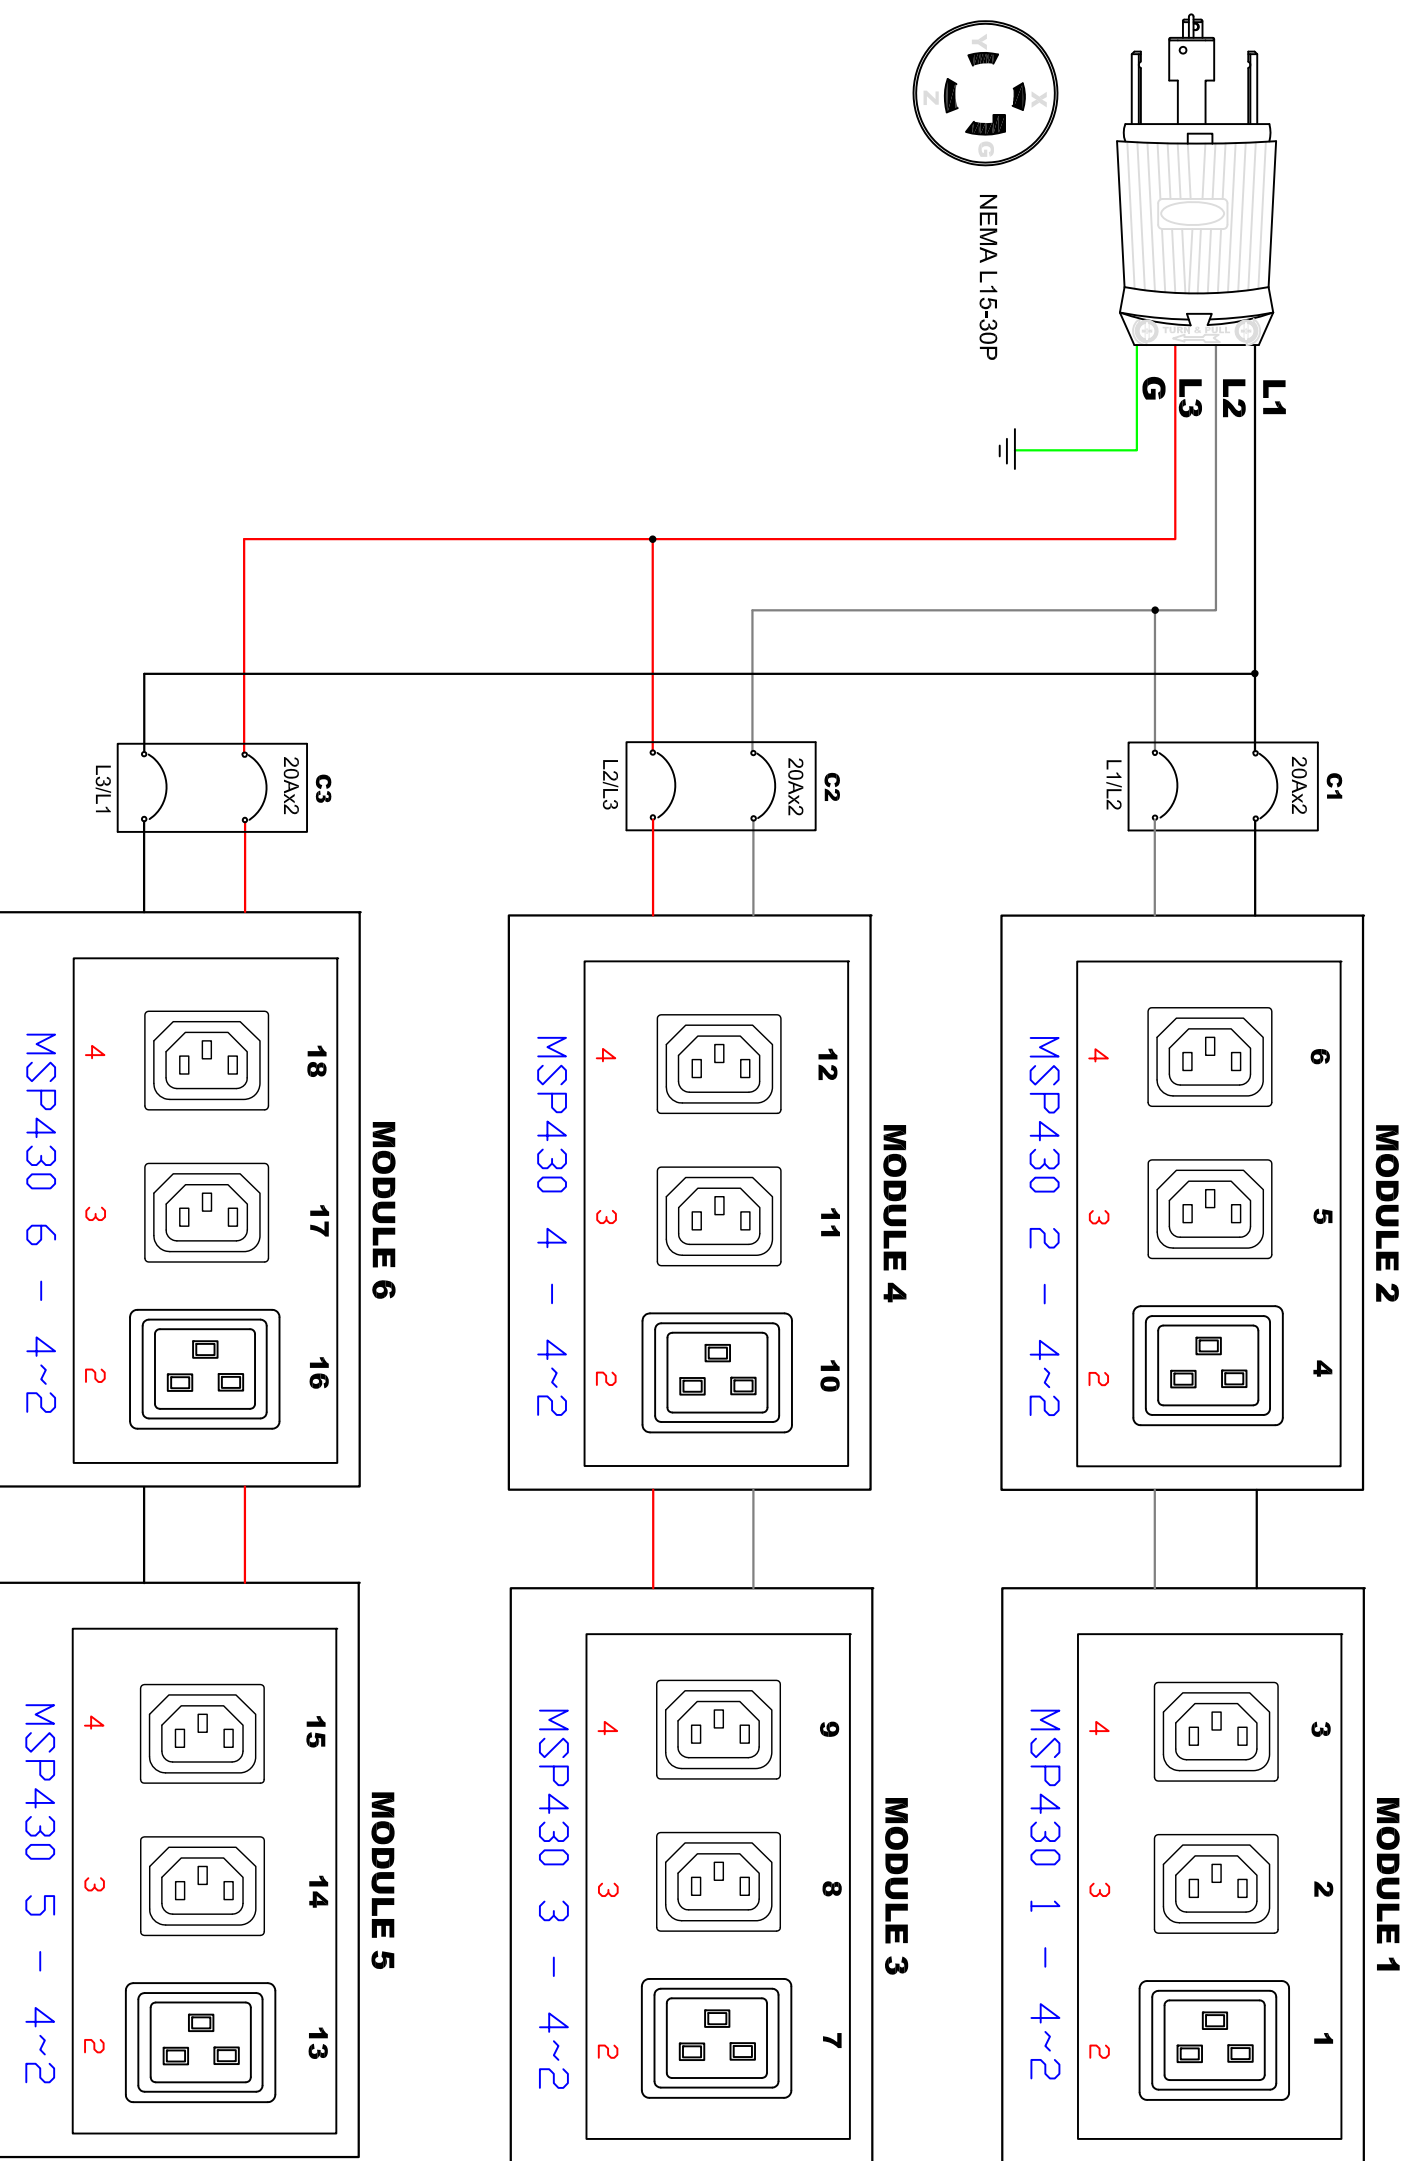 Y
X
Z
G
NEMA L15-30P
TURN & PULL
L1
L2
L3
G
C1
20Ax2
L1/L2
C2
20Ax2
L2/L3
C3
20Ax2
L3/L1
MODULE 2
6
5
4
4
3
2
MSP430 2 - 4~2
MODULE 1
3
2
1
4
3
2
MSP430 1 - 4~2
MODULE 4
12
11
10
4
3
2
MSP430 4 - 4~2
MODULE 3
9
8
7
4
3
2
MSP430 3 - 4~2
MODULE 6
18
17
16
4
3
2
MSP430 6 - 4~2
MODULE 5
15
14
13
4
3
2
MSP430 5 - 4~2